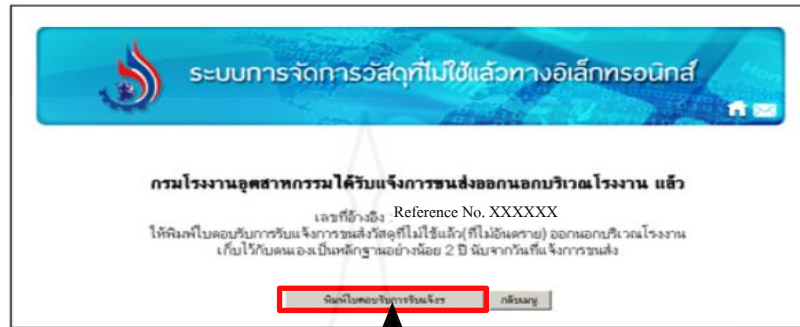 ระบบการจัดการวัสดุที่ไม่ใช้แล้วทางอิเล็กทรอนิกส์
กรมโรงงานอุตสาหกรรมได้รับแจ้งการขนส่งออกนอกบริเวณโรงงาน แล้ว
เลขที่อ้างอิง : Reference No. XXXXXX
ให้พิมพ์ใบตอบรับการรับแจ้งการขนส่งวัสดุที่ไม่ใช้แล้ว(ที่ไม่อันตราย) ออกนอกบริเวณโรงงาน
เก็บไว้กับตนเองเป็นหลักฐานอย่างน้อย 2 ปี นับจากวันที่แจ้งการขนส่ง
พิมพ์ใบตอบรับการรับแจ้งฯ กลับเมนู